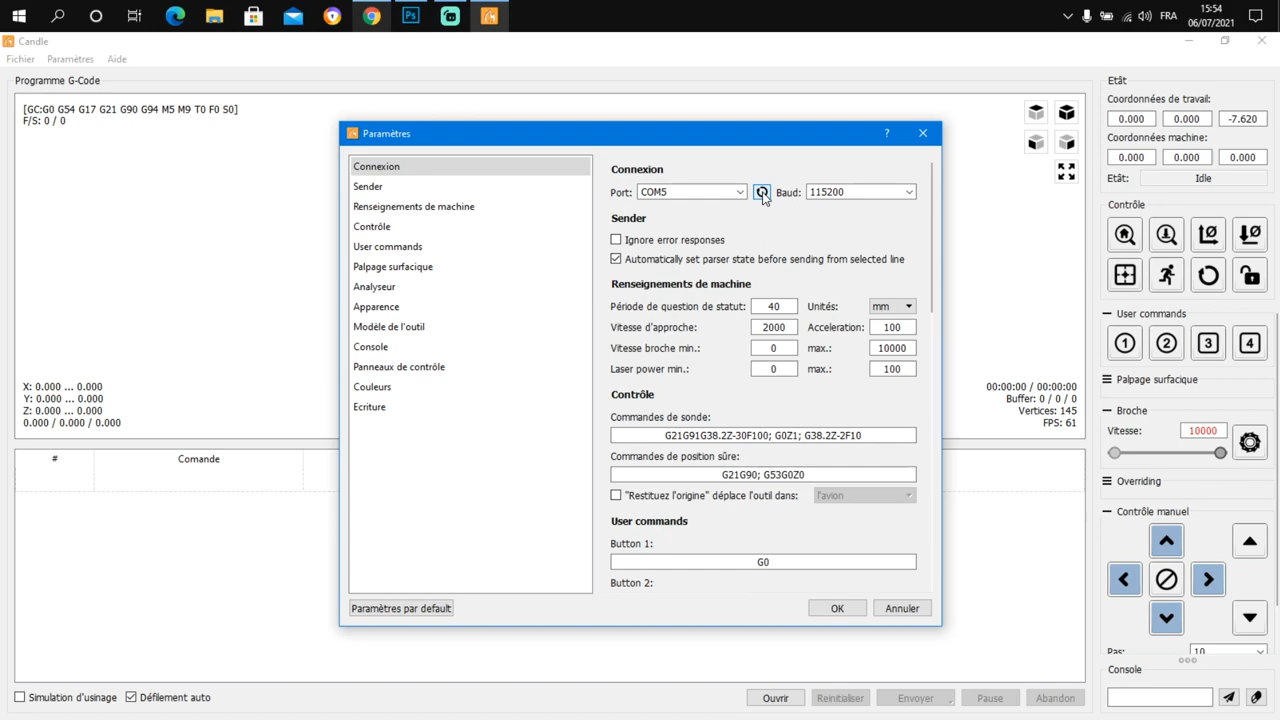 Ps
15:54
FR
06/07/2021
Candle
Fichier Paramètres Aide
Programme G-Code
[GC:G0 G54 G17 G21 G90 G94 M5 M9 T0 F0 S0]
F/S: 0 / 0
X: 0.000 ... 0.000
Y: 0.000 ... 0.000
Z: 0.000 ... 0.000
0.000 / 0.000 / 0.000
00:00:00 / 00:00:00
Buffer: 0 / 0 / 0
Vertices: 145
FPS: 61
# Comande
Simulation d'usinage Défilement auto
Ouvrir Reinitialiser Envoyer Pause Abandon
Paramètres ?
Connexion
Sender
Renseignements de machine
Contrôle
User commands
Palpage surfacique
Analyseur
Apparence
Modèle de l'outil
Console
Panneaux de contrôle
Couleurs
Ecriture
Connexion
Port: COM5 Baud: 115200
Sender
Ignore error responses
Automatically set parser state before sending from selected line
Renseignements de machine
Période de question de statut: 40 Unités: mm
Vitesse d'approche: 2000 Acceleration: 100
Vitesse broche min.: 0 max.: 10000
Laser power min.: 0 max.: 100
Contrôle
Commandes de sonde:
G21G91G38.2Z-30F100; G0Z1; G38.2Z-2F10
Commandes de position sûre:
G21G90; G53G0Z0
"Restituez l'origine" déplace l'outil dans: l'avion
User commands
Button 1:
G0
Button 2:
Paramètres par default OK Annuler
Etât
Coordonnées de travail:
0.000 0.000 -7.620
Coordonnées machine:
0.000 0.000 0.000
Etât: Idle
Contrôle
User commands
1 2 3 4
Palpage surfacique
Broche
Vitesse: 10000
Overriding
Contrôle manuel
Pas: 10
Console